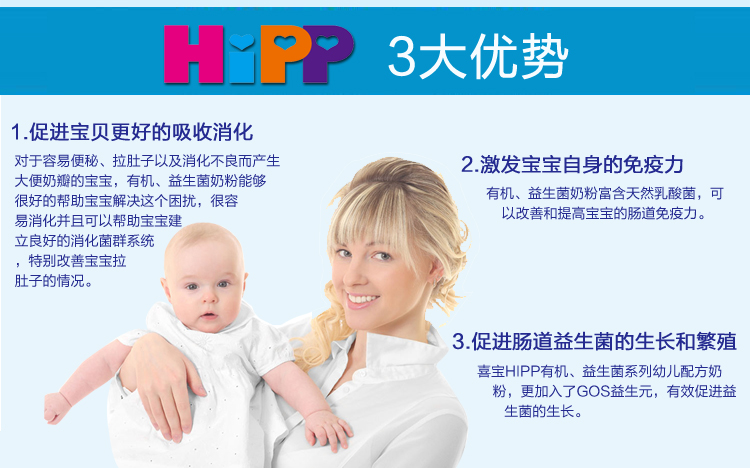 HiPP 3大优势
1.促进宝贝更好的吸收消化
对于容易便秘、拉肚子以及消化不良而产生
大便奶瓣的宝宝，有机、益生菌奶粉能够
很好的帮助宝宝解决这个困扰，很容
易消化并且可以帮助宝宝建
立良好的消化菌群系统
，特别改善宝宝拉
肚子的情况。
2.激发宝宝自身的免疫力
有机、益生菌奶粉富含天然乳酸菌，可
以改善和提高宝宝的肠道免疫力。
3.促进肠道益生菌的生长和繁殖
喜宝HIPP有机、益生菌系列幼儿配方奶
粉，更加入了GOS益生元，有效促进益
生菌的生长。